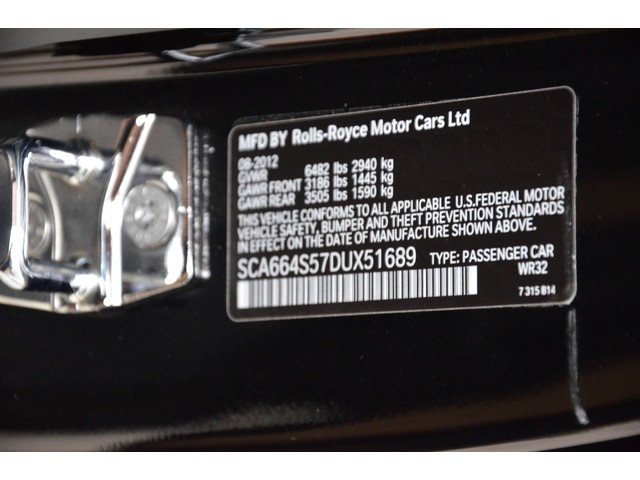 MFD BY Rolls-Royce Motor Cars Ltd
08-2012
GVWR 6482 lbs 2940 kg
GAWR FRONT 3186 lbs 1445 kg
GAWR REAR 3505 lbs 1590 kg
THIS VEHICLE CONFORMS TO ALL APPLICABLE U.S.FEDERAL MOTOR
VEHICLE SAFETY, BUMPER AND THEFT PREVENTION STANDARDS
IN EFFECT ON THE DATE OF MANUFACTURE SHOWN ABOVE.
SCA664S57DUX51689 TYPE: PASSENGER CAR
WR32
7 315 814